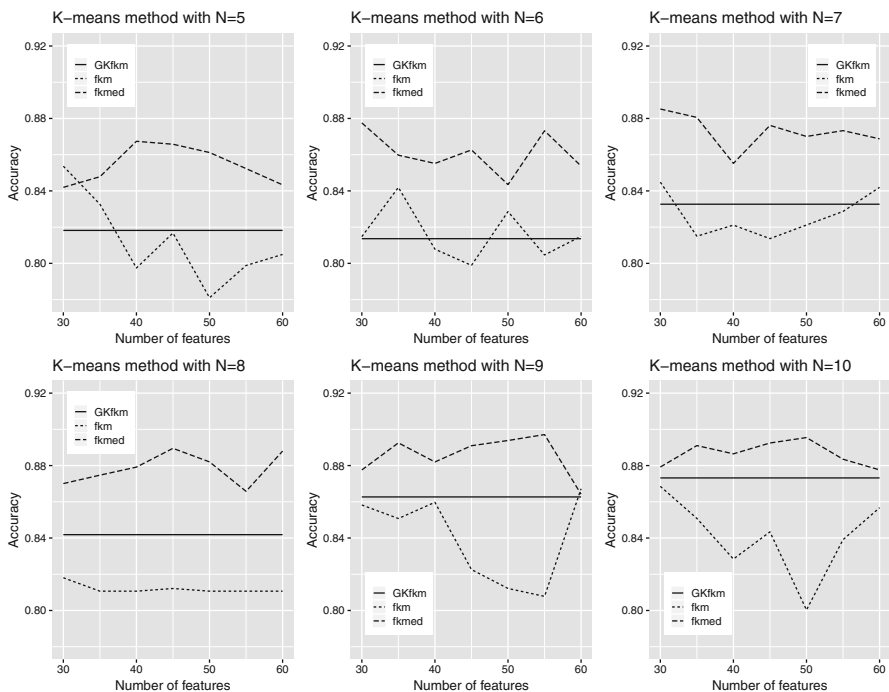 K−means method with N=5
0.92
0.88
0.84
0.80
Accuracy
GKfkm
fkm
fkmed
30
40
50
60
Number of features
K−means method with N=6
0.92
0.88
0.84
0.80
Accuracy
GKfkm
fkm
fkmed
30
40
50
60
Number of features
K−means method with N=7
0.92
0.88
0.84
0.80
Accuracy
GKfkm
fkm
fkmed
30
40
50
60
Number of features
K−means method with N=8
0.92
0.88
0.84
0.80
Accuracy
GKfkm
fkm
fkmed
30
40
50
60
Number of features
K−means method with N=9
0.92
0.88
0.84
0.80
Accuracy
GKfkm
fkm
fkmed
30
40
50
60
Number of features
K−means method with N=10
0.92
0.88
0.84
0.80
Accuracy
GKfkm
fkm
fkmed
30
40
50
60
Number of features